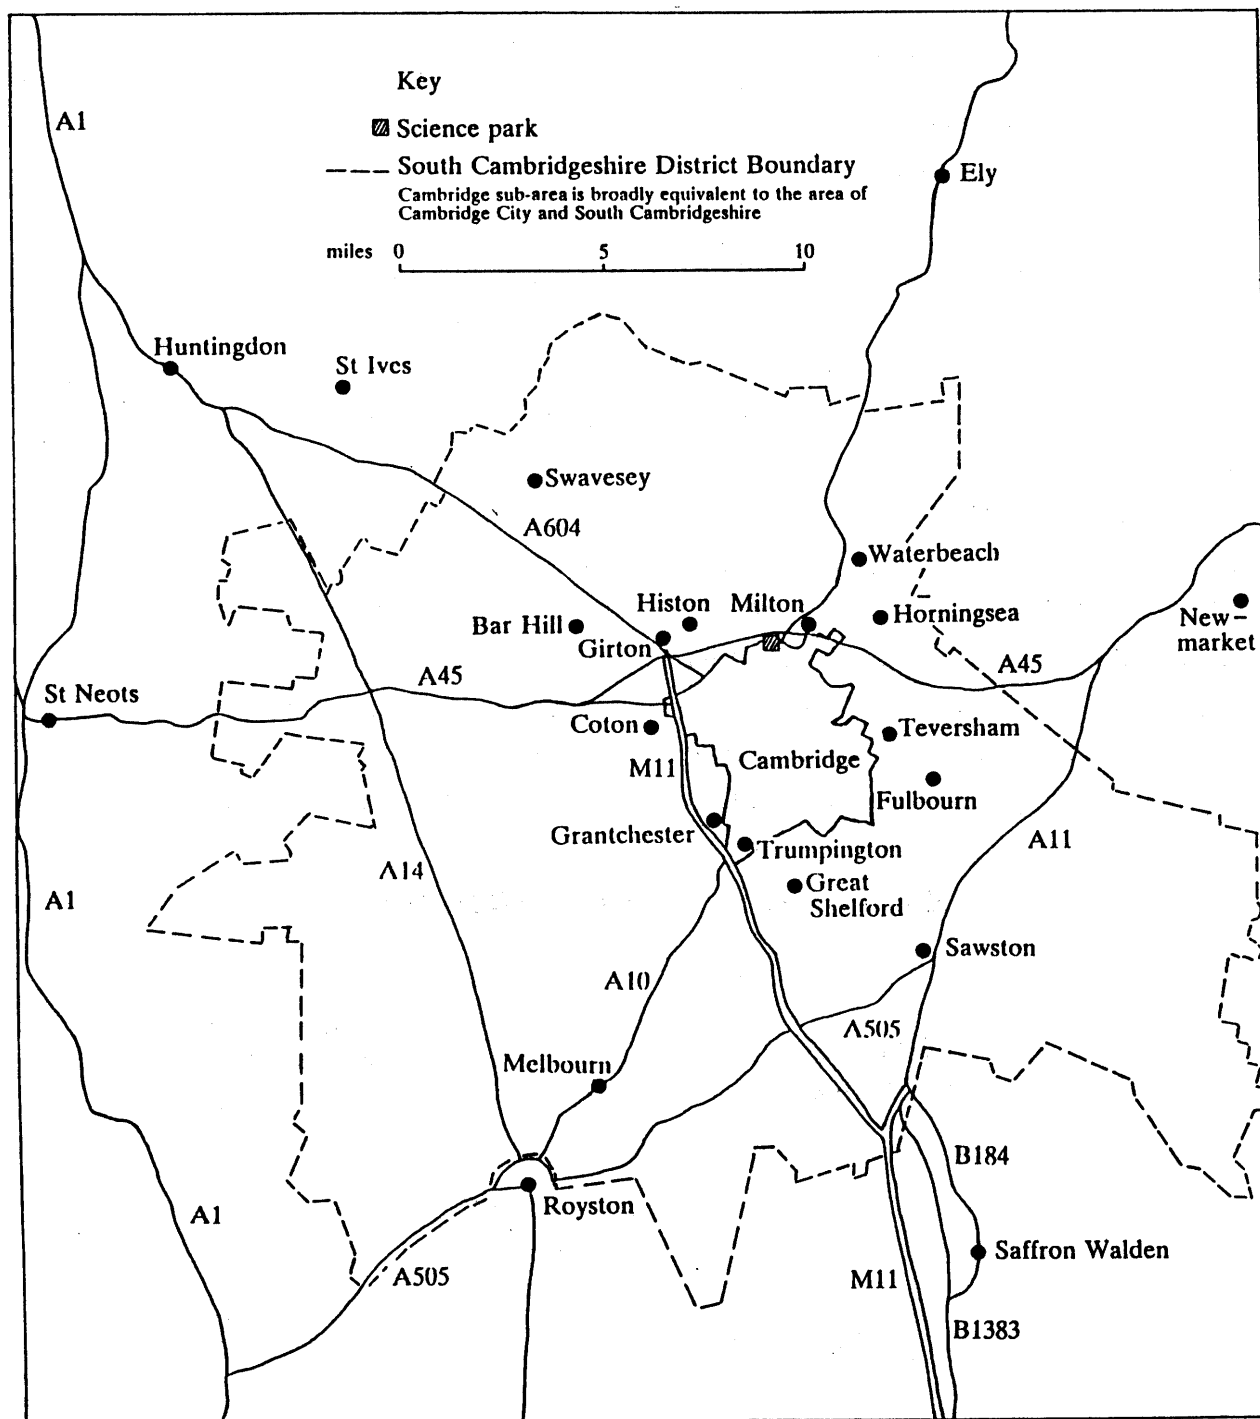 Key
Science park
South Cambridgeshire District Boundary
Cambridge sub-area is broadly equivalent to the area of
Cambridge City and South Cambridgeshire
miles 0 5 10
A1
Ely
Huntingdon
St Ives
Swavesey
A604
Waterbeach
Histon
Milton
Horningsea
Bar Hill
Girton
New-
market
A45
A45
St Neots
Coton
Teversham
M11
Cambridge
Fulbourn
Grantchester
Trumpington
A11
A14
Great
Shelford
A1
Sawston
A10
A505
Melbourn
B184
Royston
A1
Saffron Walden
A505
M11
B1383